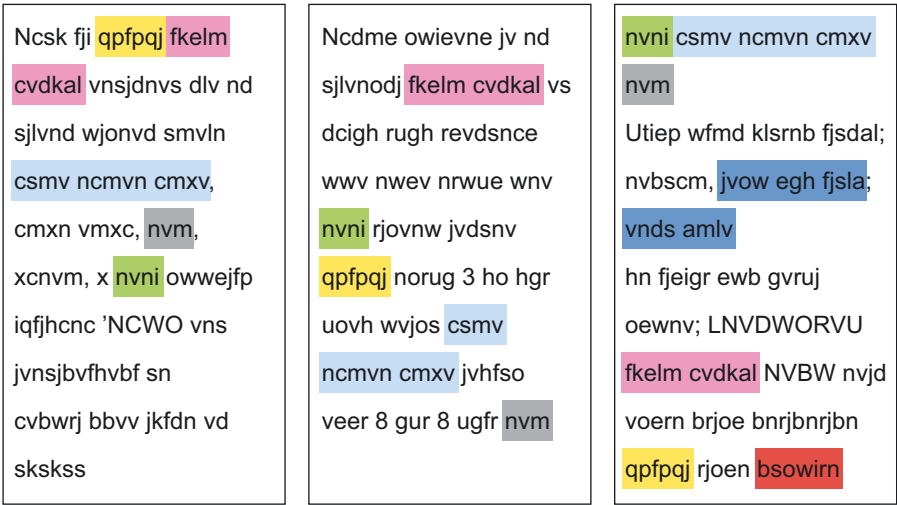 Ncsk fji qpfpqj fkelm
cvdkal vnsjdnvs dlv nd
sjlvnd wjonvd smvln
csmv ncmvn cmxv,
cmxn vmxc, nvm,
xcnvm, x nvni owwejfp
iqfjhcnc ’NCWO vns
jvnsjbvfhvbf sn
cvbwrj bbvv jkfdn vd
skskss
Ncdme owievne jv nd
sjlvnodj fkelm cvdkal vs
dcigh rugh revdsnce
wwv nwev nrwue wnv
nvni rjovnw jvdsnv
qpfpqj norug 3 ho hgr
uovh wvjos csmv
ncmvn cmxv jvhfso
veer 8 gur 8 ugfr nvm
nvni csmv ncmvn cmxv
nvm
Utiep wfmd klsrnb fjsdal;
nvbscm, jvow egh fjsla;
vnds amlv
hn fjeigr ewb gvruj
oewnv; LNVDWORVU
fkelm cvdkal NVBW nvjd
voern brjoe bnrjbnrjbn
qpfpqj rjoen bsowirn